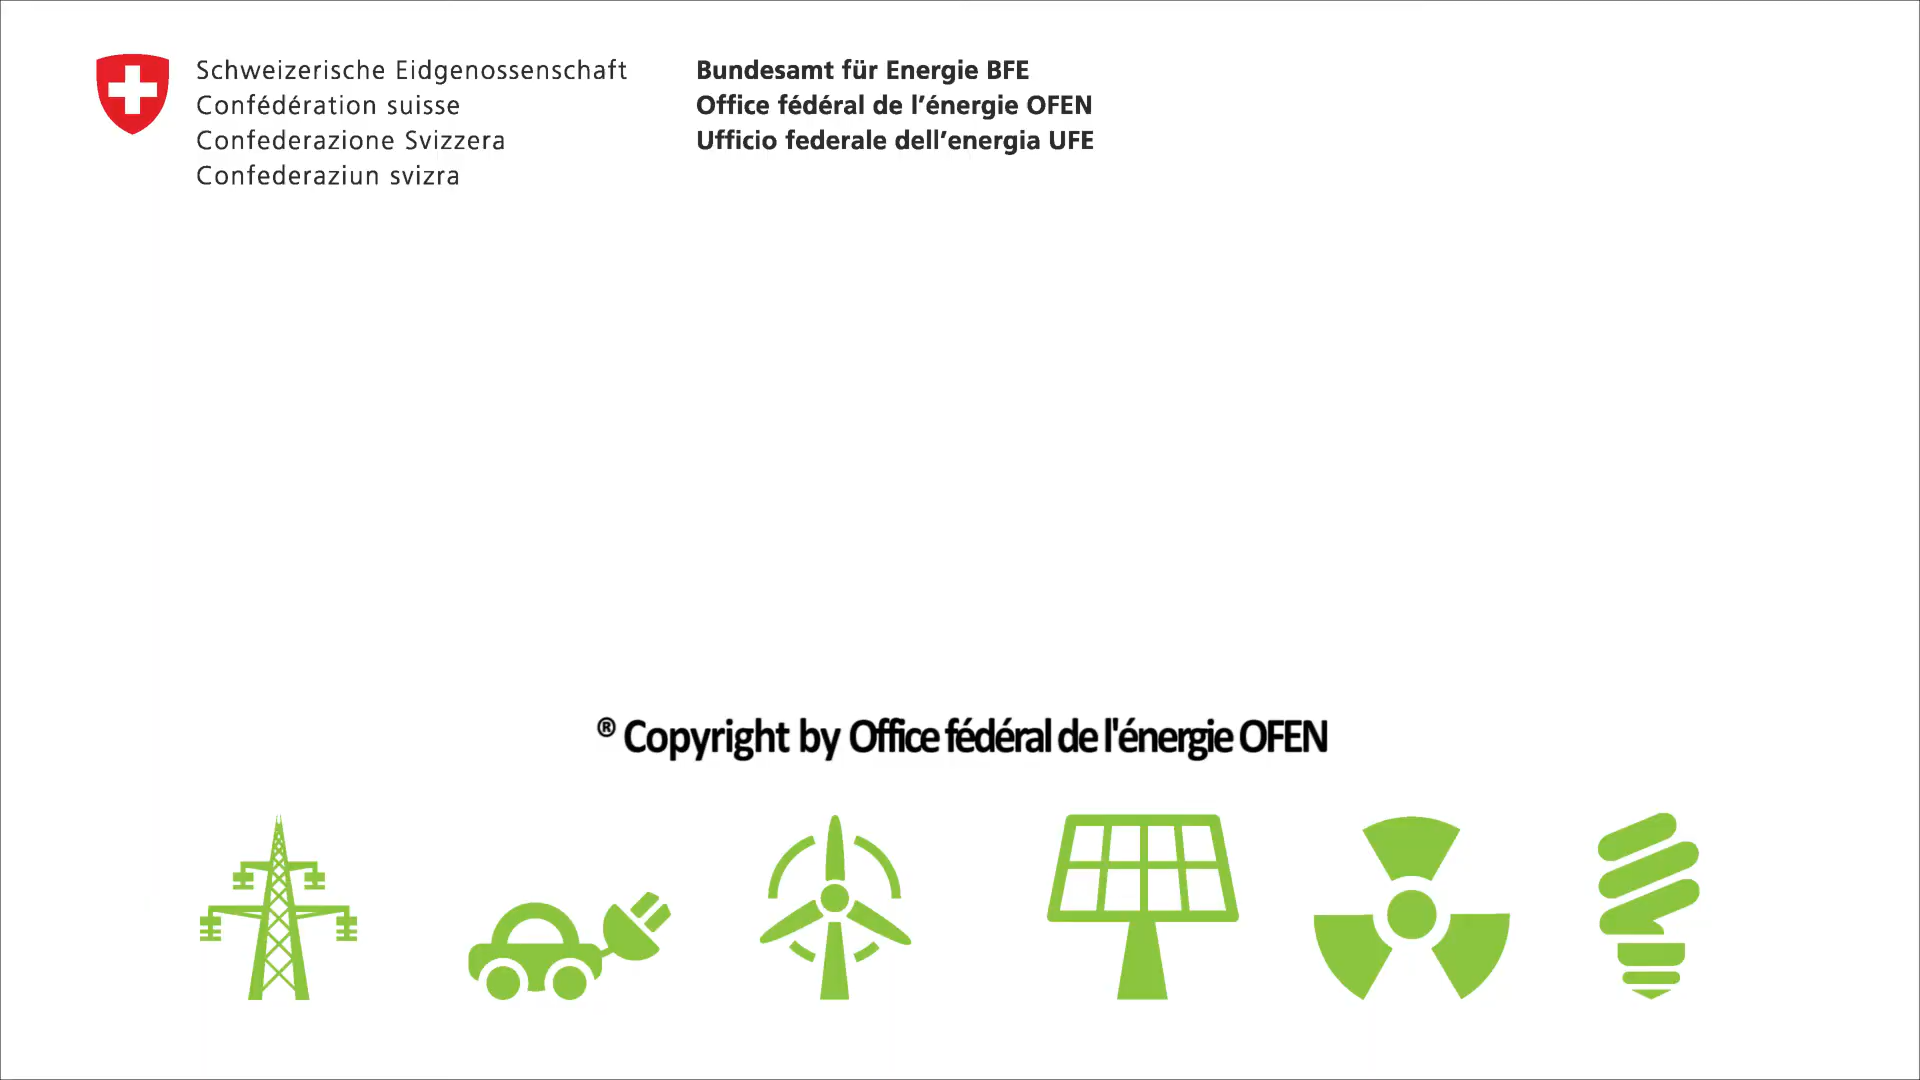 Schweizerische Eidgenossenschaft
Confédération suisse
Confederazione Svizzera
Confederaziun svizra
Bundesamt für Energie BFE
Office fédéral de l’énergie OFEN
Ufficio federale dell’energia UFE
® Copyright by Office fédéral de l'énergie OFEN